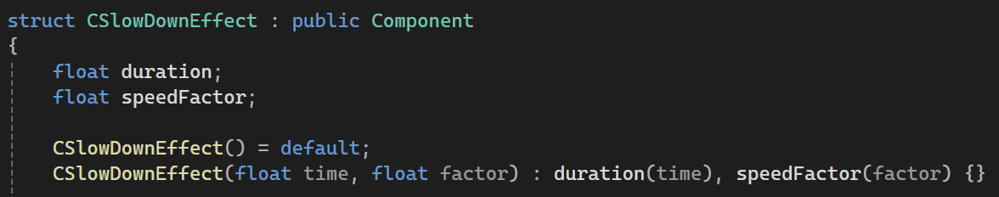 struct CSlowDownEffect : public Component
{
    float duration;
    float speedFactor;

    CSlowDownEffect() = default;
    CSlowDownEffect(float time, float factor) : duration(time), speedFactor(factor) {}